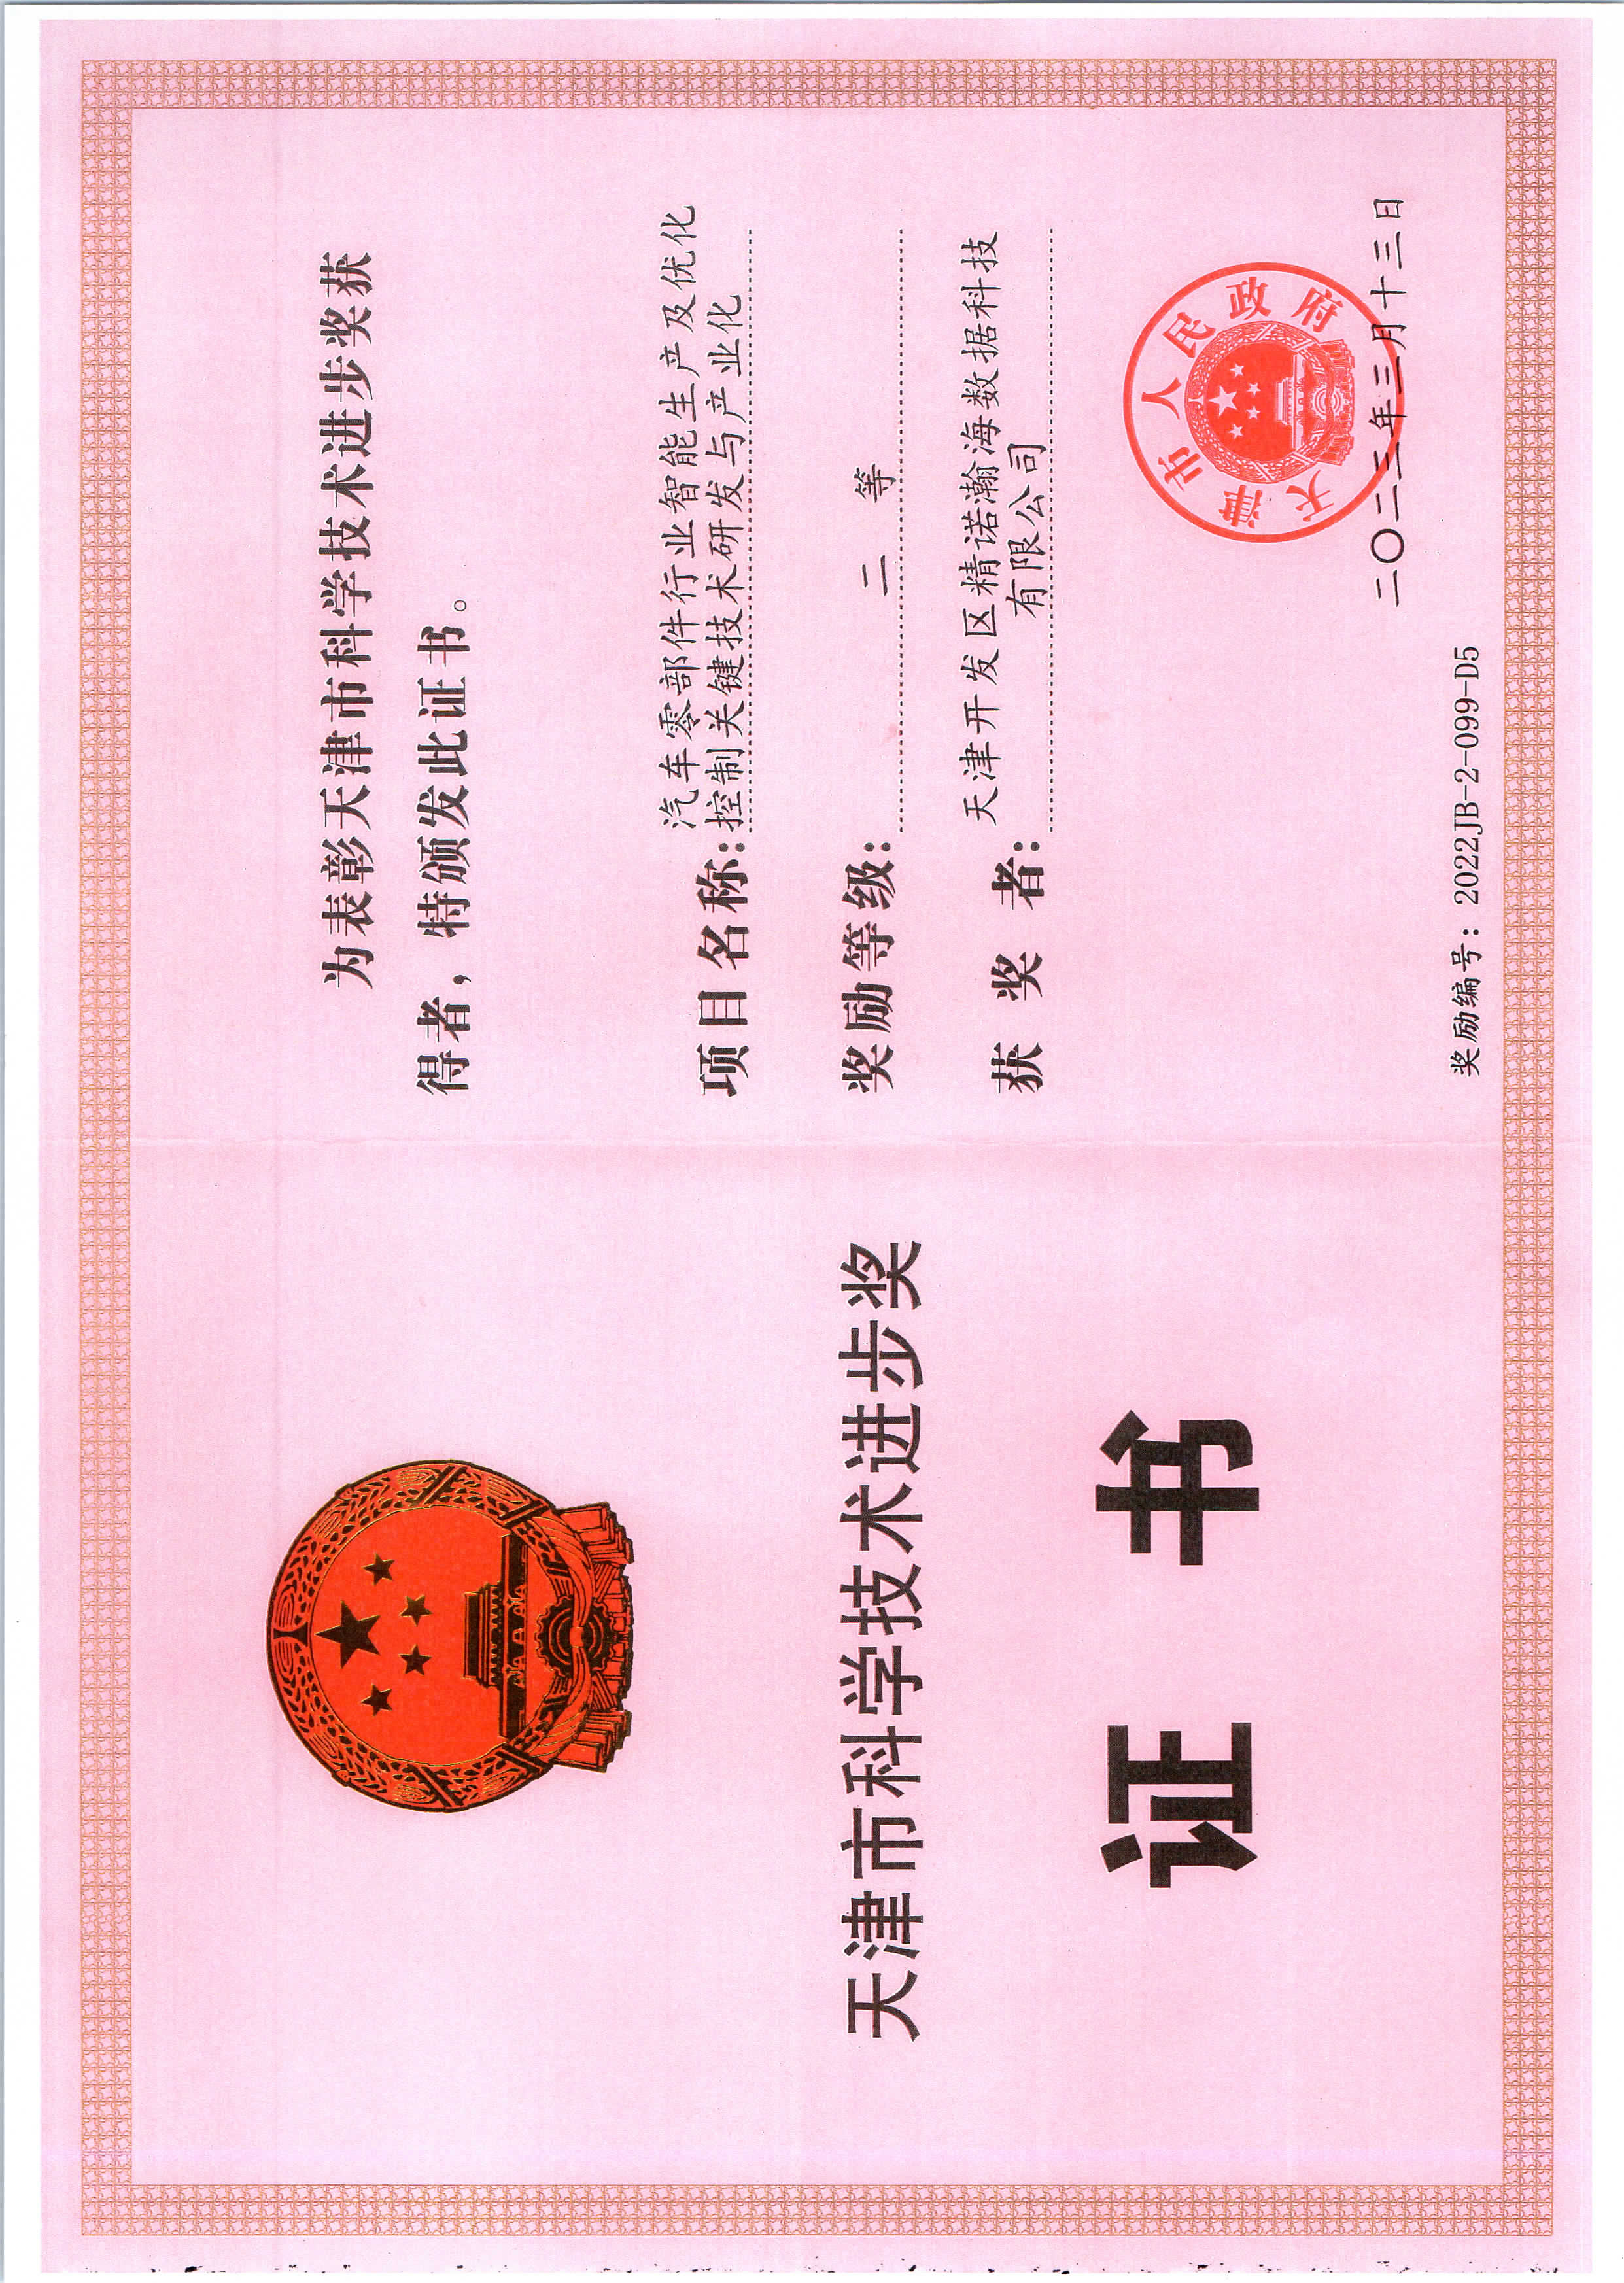 天津市科学技术进步奖
证书
为表彰天津市科学技术进步奖获
得者，特颁发此证书。
项目名称：汽车零部件行业智能生产及优化
控制关键技术研发与产业化
奖励等级：二等
获奖者：天津开发区精诺瀚海数据科技
有限公司
天津市人民政府
二〇二三年三月十三日
奖励编号：2022JB-2-099-D5